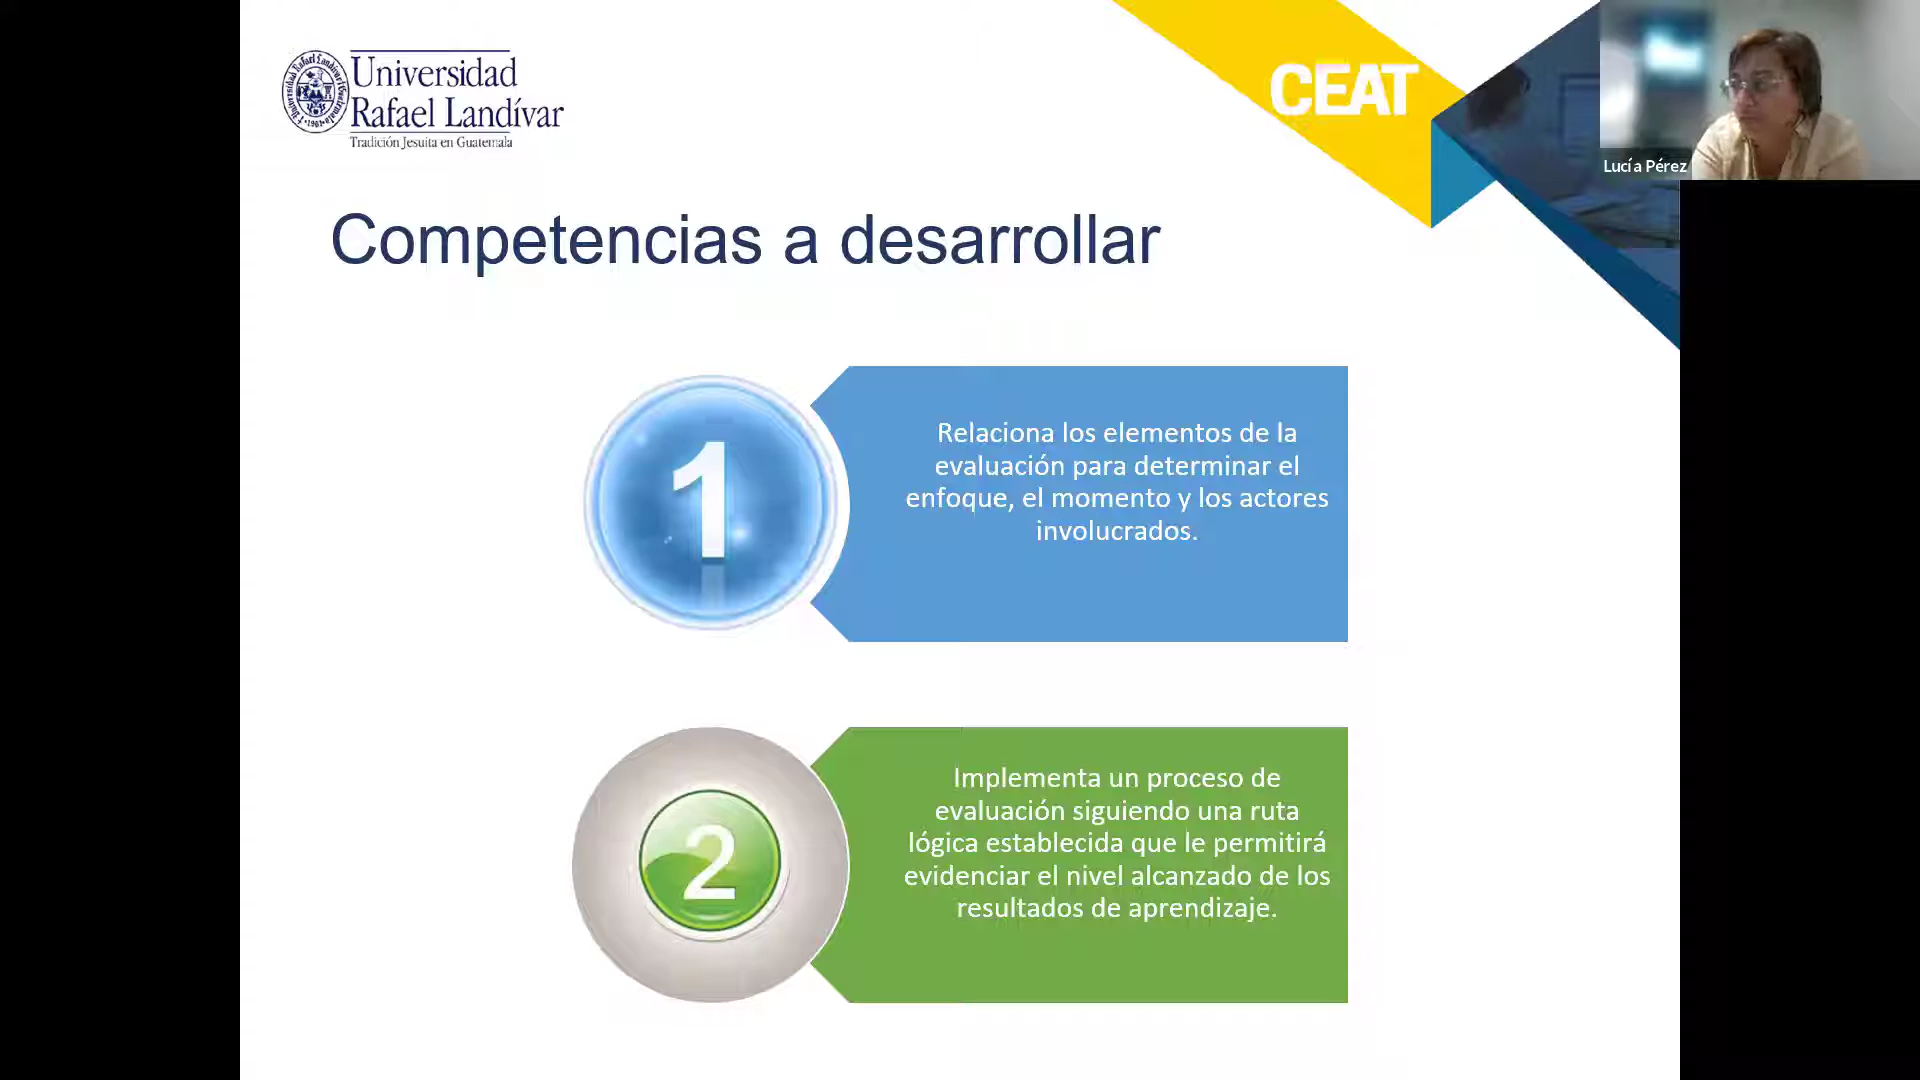 Universidad
Rafael Landívar
Tradición Jesuita en Guatemala
CEAT
Lucía Pérez
Competencias a desarrollar
1
Relaciona los elementos de la
evaluación para determinar el
enfoque, el momento y los actores
involucrados.
2
Implementa un proceso de
evaluación siguiendo una ruta
lógica establecida que le permitirá
evidenciar el nivel alcanzado de los
resultados de aprendizaje.